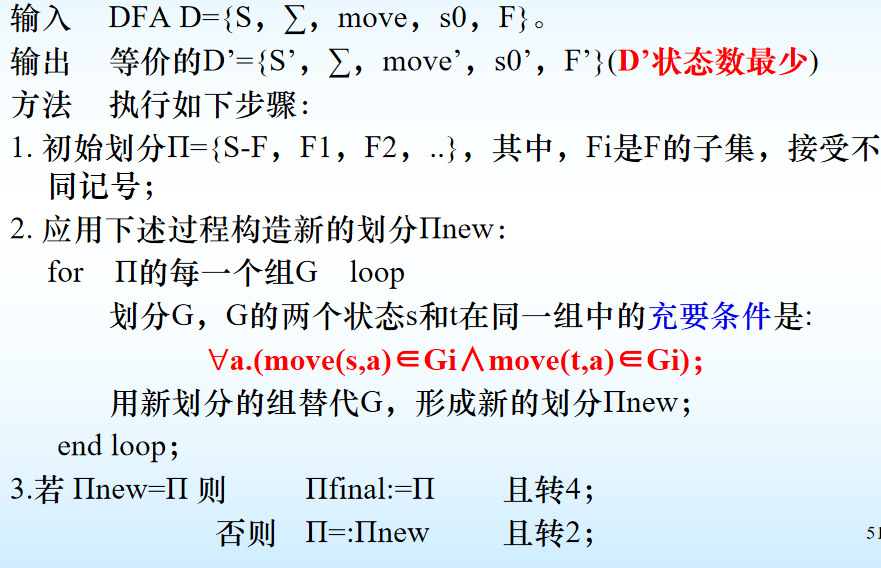 输入 DFA D={S，∑，move，s0，F}。
输出 等价的D’={S’，∑，move’，s0’，F’}(D’状态数最少)
方法 执行如下步骤：
1. 初始划分Π={S-F，F1，F2，..}，其中，Fi是F的子集，接受不
同记号；
2. 应用下述过程构造新的划分Πnew：
for Π的每一个组G loop
划分G，G的两个状态s和t在同一组中的充要条件是:
∀a.(move(s,a)∈Gi∧move(t,a)∈Gi)；
用新划分的组替代G，形成新的划分Πnew；
end loop；
3.若 Πnew=Π 则 Πfinal:=Π 且转4；
否则 Π=:Πnew 且转2；
51